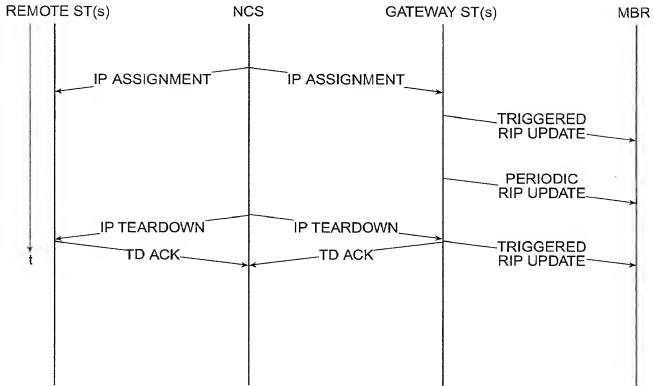 REMOTE ST(s)
NCS
GATEWAY ST(s)
MBR
IP ASSIGNMENT
IP ASSIGNMENT
TRIGGERED
RIP UPDATE
PERIODIC
RIP UPDATE
IP TEARDOWN
IP TEARDOWN
TRIGGERED
RIP UPDATE
TD ACK
TD ACK
t